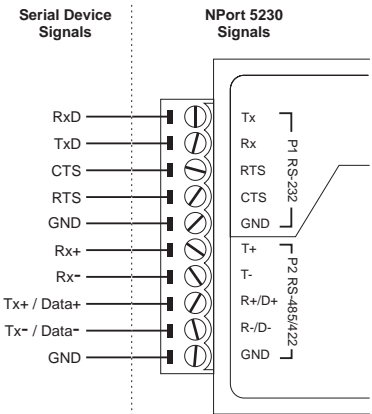 Serial Device Signals
NPort 5230 Signals
RxD Tx
TxD Rx
CTS RTS
RTS CTS
GND GND
P1 RS-232
Rx+ T+
Rx- T-
Tx+ / Data+ R+/D+
Tx- / Data- R-/D-
GND GND
P2 RS-485/422